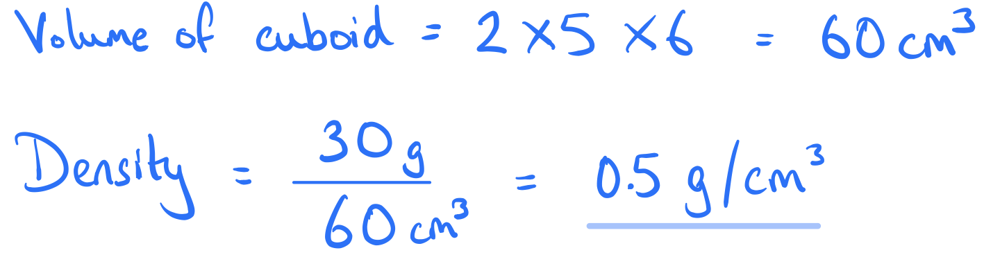 Volume of cuboid = 2 × 5 × 6 = 60 cm³
Density = 30 g / 60 cm³ = 0.5 g/cm³